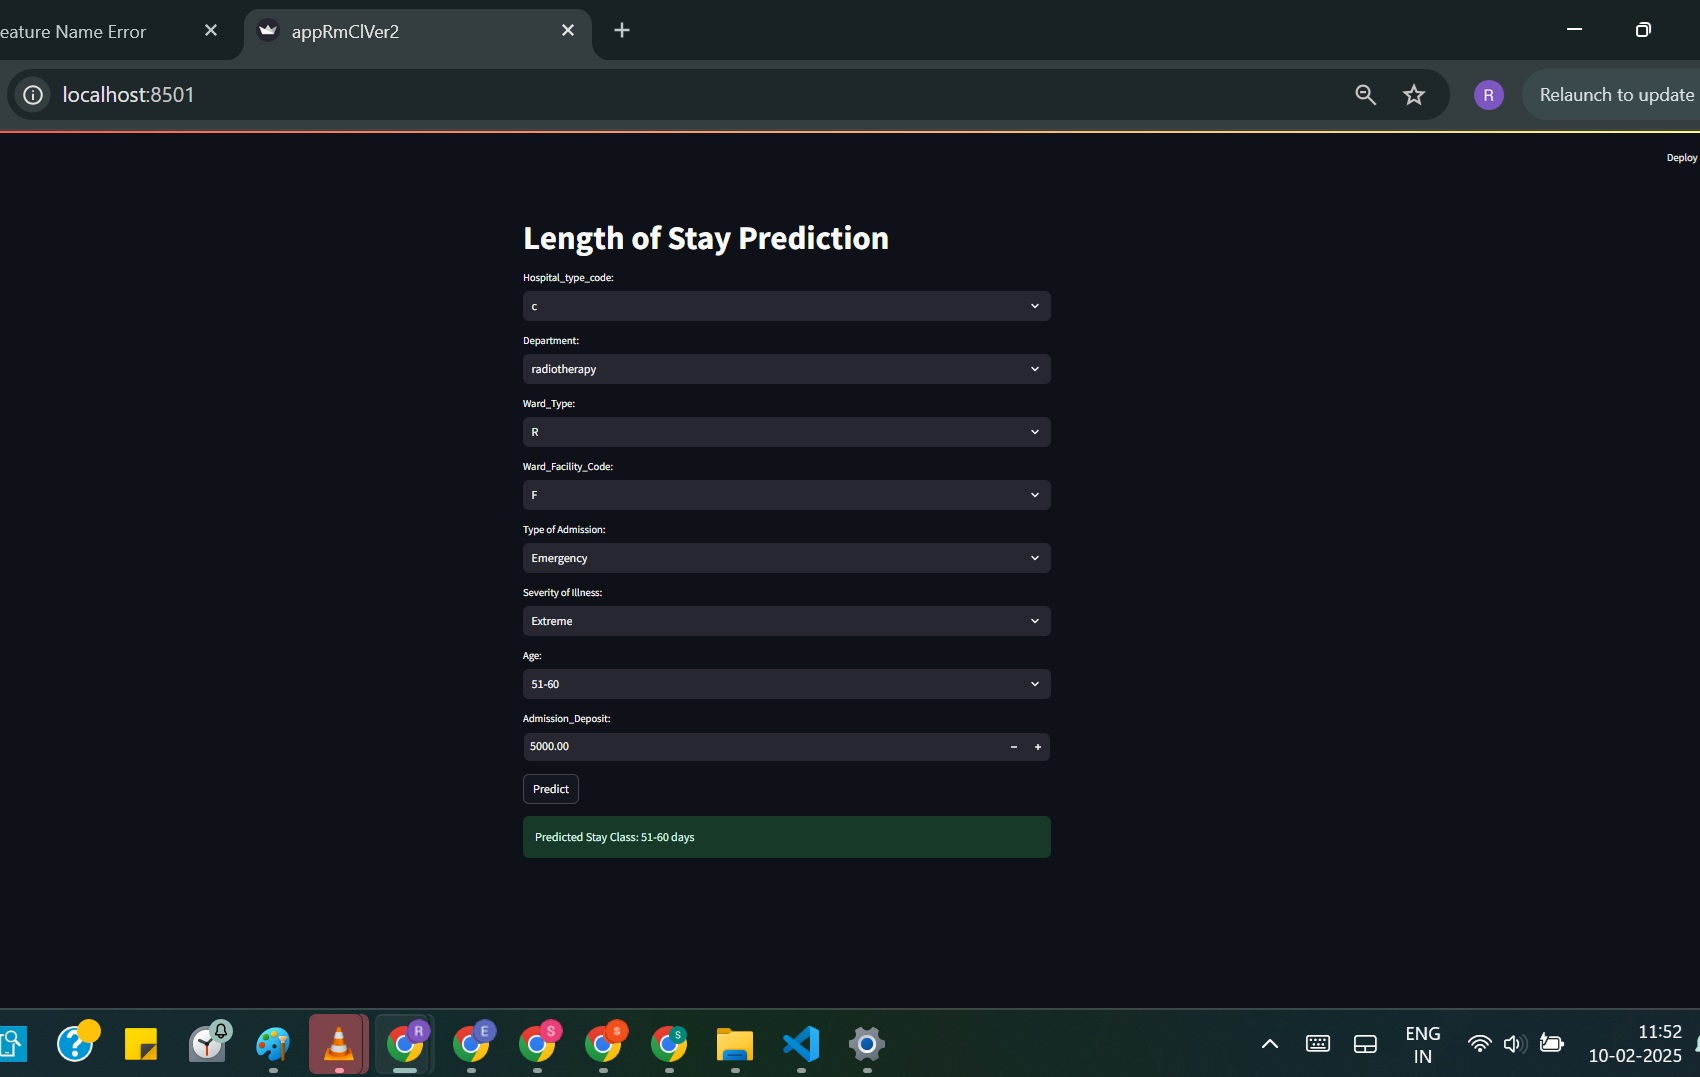 eature Name Error
appRmClVer2
localhost:8501
R
Relaunch to update
Deploy
Length of Stay Prediction
Hospital_type_code:
c
Department:
radiotherapy
Ward_Type:
R
Ward_Facility_Code:
F
Type of Admission:
Emergency
Severity of Illness:
Extreme
Age:
51-60
Admission_Deposit:
5000.00
Predict
Predicted Stay Class: 51-60 days
R
E
S
$
S
ENG
IN
11:52
10-02-2025